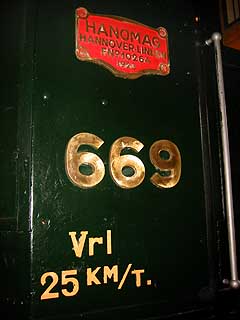 HANOMAG
HANNOVER-LINDEN
669
Vrl
25 KM/T.